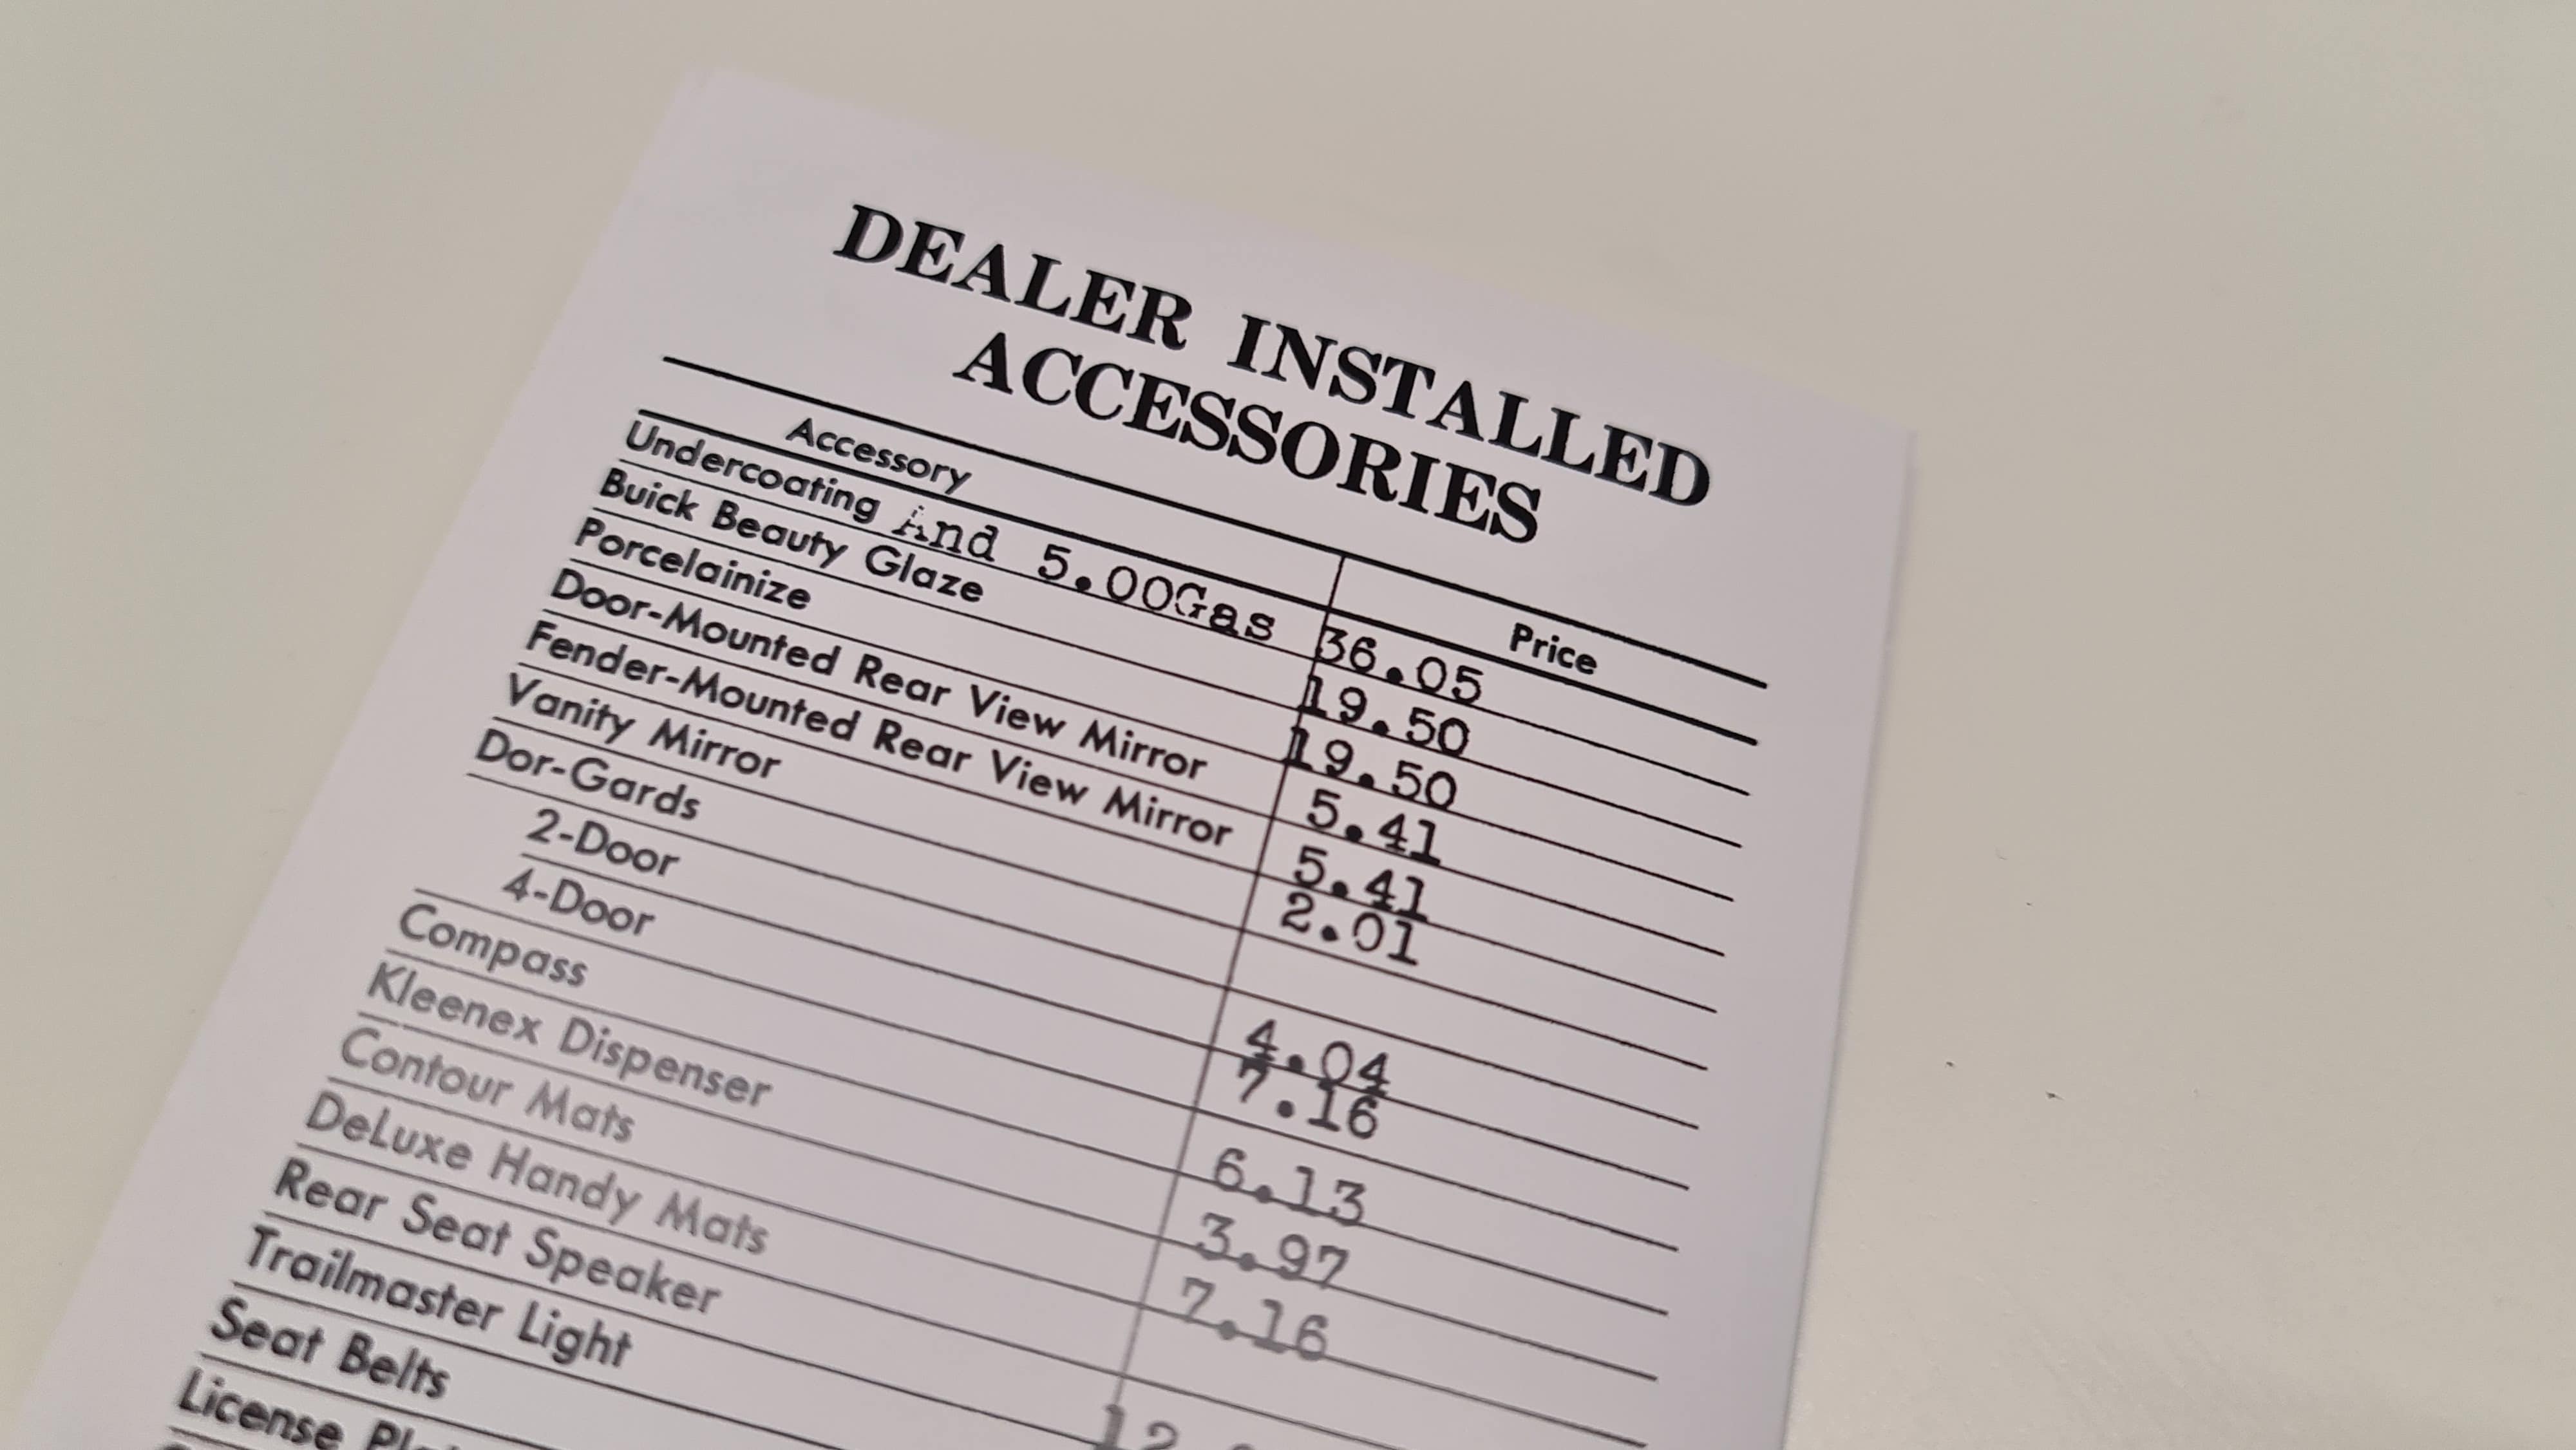 DEALER INSTALLED
ACCESSORIES
Accessory Price
Undercoating And 5.00Gas 36.05
Buick Beauty Glaze 19.50
Porcelainize 19.50
Door-Mounted Rear View Mirror 5.41
Fender-Mounted Rear View Mirror 5.41
Vanity Mirror 2.01
Dor-Gards
2-Door 4.04
4-Door 7.16
Compass 6.13
Kleenex Dispenser 3.97
Contour Mats 7.16
DeLuxe Handy Mats
Rear Seat Speaker 12.
Trailmaster Light
Seat Belts
License